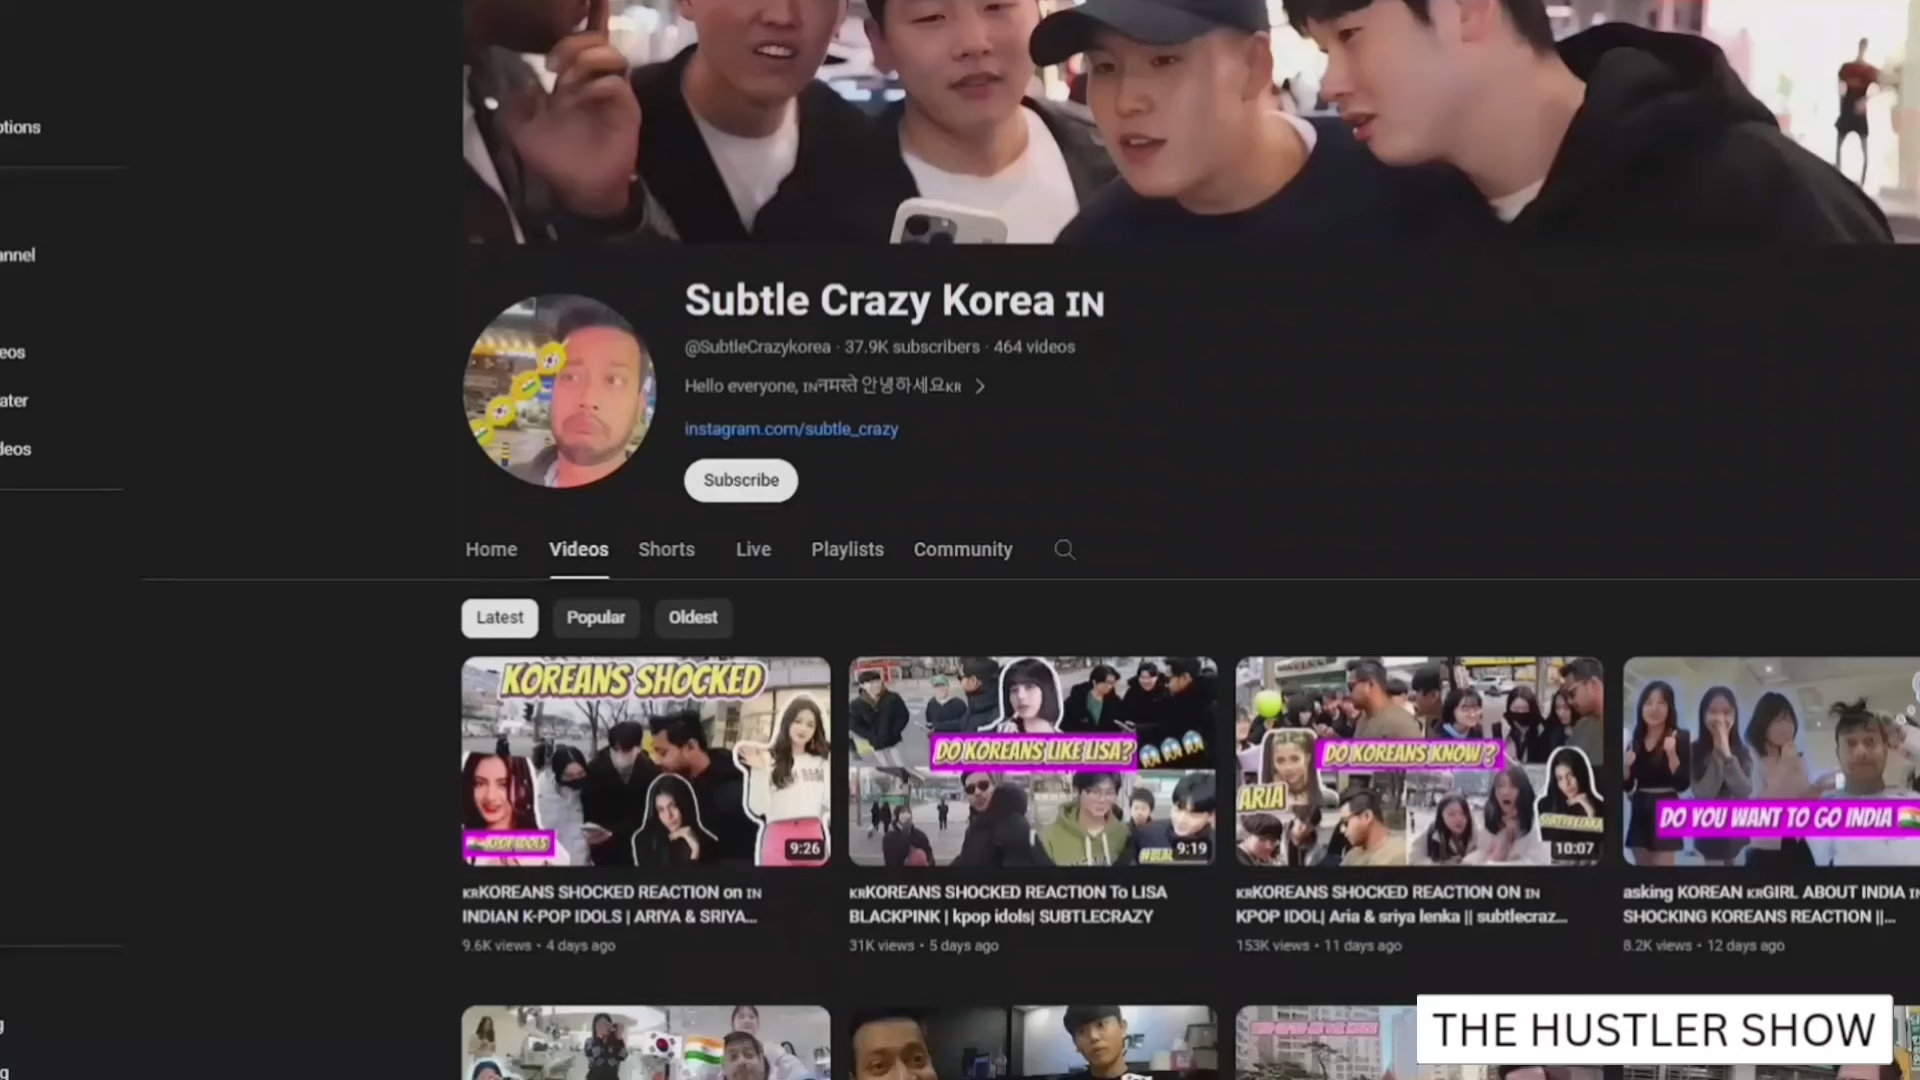 ptions
annel
eos
ater
deos
Subtle Crazy Korea IN
@SubtleCrazykorea · 37.9K subscribers · 464 videos
Hello everyone, INनमस्ते 안녕하세요KR
instagram.com/subtle_crazy
Subscribe
Home Videos Shorts Live Playlists Community
Latest Popular Oldest
KOREANS SHOCKED
KPOP IDOLS
9:26
DO KOREANS LIKE LISA?
9:19
DO KOREANS KNOW ?
ARIA
SRIYA LENKA
10:07
DO YOU WANT TO GO INDIA
KRKOREANS SHOCKED REACTION on IN
INDIAN K-POP IDOLS | ARIYA & SRIYA...
9.6K views • 4 days ago
KRKOREANS SHOCKED REACTION To LISA
BLACKPINK | kpop idols| SUBTLECRAZY
31K views • 5 days ago
KRKOREANS SHOCKED REACTION ON IN
KPOP IDOL| Aria & sriya lenka || subtlecraz...
153K views • 11 days ago
asking KOREAN KRGIRL ABOUT INDIA IN
SHOCKING KOREANS REACTION ||...
8.2K views • 12 days ago
THE HUSTLER SHOW